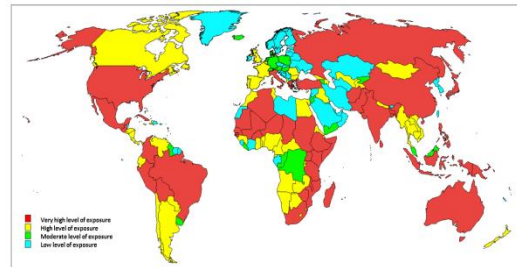 Very high level of exposure
High level of exposure
Moderate level of exposure
Low level of exposure